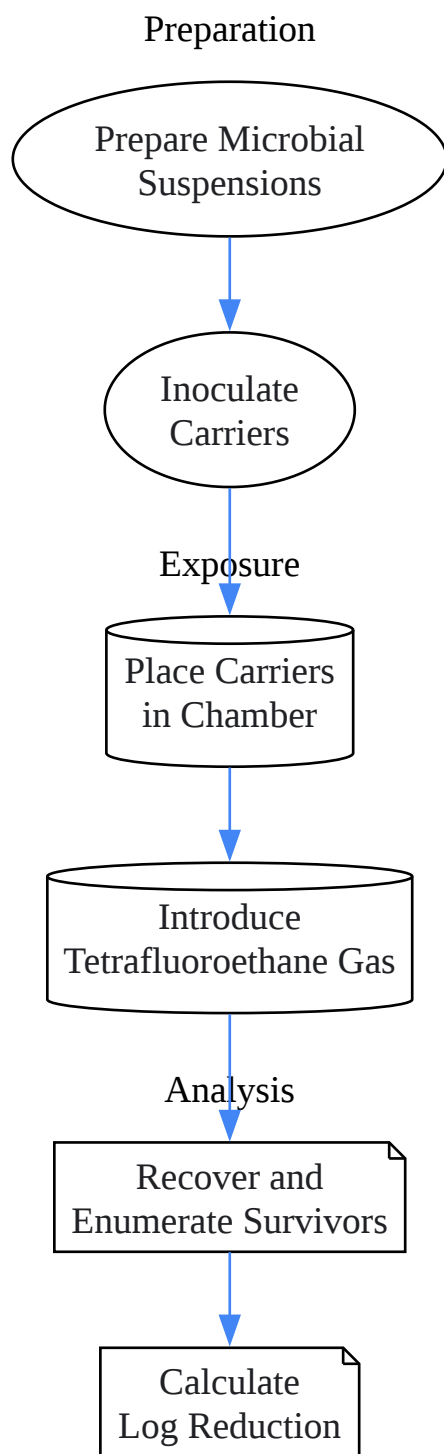 Preparation
Prepare Microbial
Suspensions
Inoculate
Carriers
Exposure
Place Carriers
in Chamber
Introduce
Tetrafluoroethane Gas
Analysis
Recover and
Enumerate Survivors
Calculate
Log Reduction